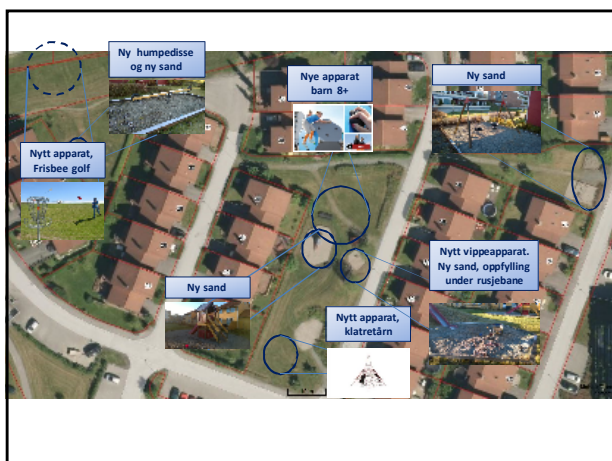 Ny humpedisse
og ny sand
Nye apparat
barn 8+
Ny sand
Nytt apparat,
Frisbee golf
Ny sand
Nytt vippeapparat.
Ny sand, oppfylling
under rusjebane
Nytt apparat,
klatretårn